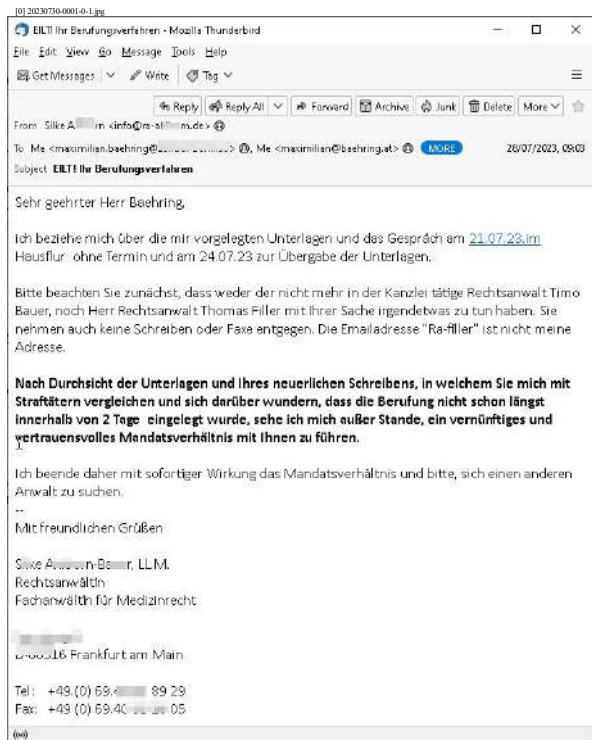 [0] 20230730-0001-0-1.jpg
EILT! Ihr Berufungsverfahren - Mozilla Thunderbird
File Edit View Go Message Tools Help
Get Messages Write Tag
Reply Reply All Forward Archive Junk Delete More
From Silke A
To Me <maximilian.baehring@ Me <maximilian@baehring.at> MORE 28/07/2023, 09:03
Subject EILT! Ihr Berufungsverfahren
Sehr geehrter Herr Baehring,
ich beziehe mich über die mir vorgelegten Unterlagen und das Gespräch am 21.07.23.im
Hausflur ohne Termin und am 24.07.23 zur Übergabe der Unterlagen.
Bitte beachten Sie zunächst, dass weder der nicht mehr in der Kanzlei tätige Rechtsanwalt Timo
Bauer, noch Herr Rechtsanwalt Thomas Filler mit Ihrer Sache irgendetwas zu tun haben. Sie
nehmen auch keine Schreiben oder Faxe entgegen. Die Emailadresse "Ra-filler" ist nicht meine
Adresse.
Nach Durchsicht der Unterlagen und Ihres neuerlichen Schreibens, in welchem Sie mich mit
Straftätern vergleichen und sich darüber wundern, dass die Berufung nicht schon längst
innerhalb von 2 Tage eingelegt wurde, sehe ich mich außer Stande, ein vernünftiges und
vertrauensvolles Mandatsverhältnis mit Ihnen zu führen.
Ich beende daher mit sofortiger Wirkung das Mandatsverhältnis und bitte, sich einen anderen
Anwalt zu suchen.
--
Mit freundlichen Grüßen
LL.M.
Rechtsanwältin
Fachanwältin für Medizinrecht
Frankfurt am Main
Tel: +49.(0) 69. 89 29
Fax: +49 (0) 69.40 05